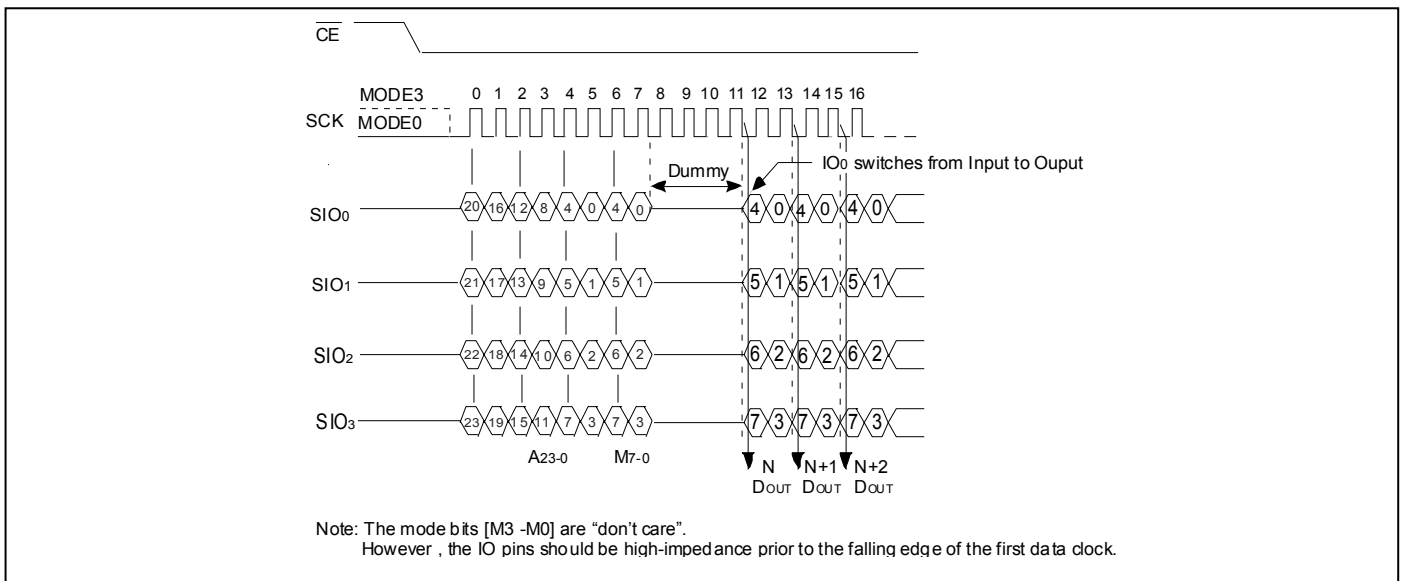 CE
MODE3 0 1 2 3 4 5 6 7 8 9 10 11 12 13 14 15 16
SCK MODE0
Dummy IO0 switches from Input to Ouput
SIO0 20 16 12 8 4 0 4 0 4 0 4 0 4 0
SIO1 21 17 13 9 5 1 5 1 5 1 5 1 5 1
SIO2 22 18 14 10 6 2 6 2 6 2 6 2 6 2
SIO3 23 19 15 11 7 3 7 3 7 3 7 3 7 3
A23-0 M7-0 N N+1 N+2
DOUT DOUT DOUT
Note: The mode bits [M3 -M0] are “don’t care”.
However , the IO pins should be high-impedance prior to the falling edge of the first data clock.